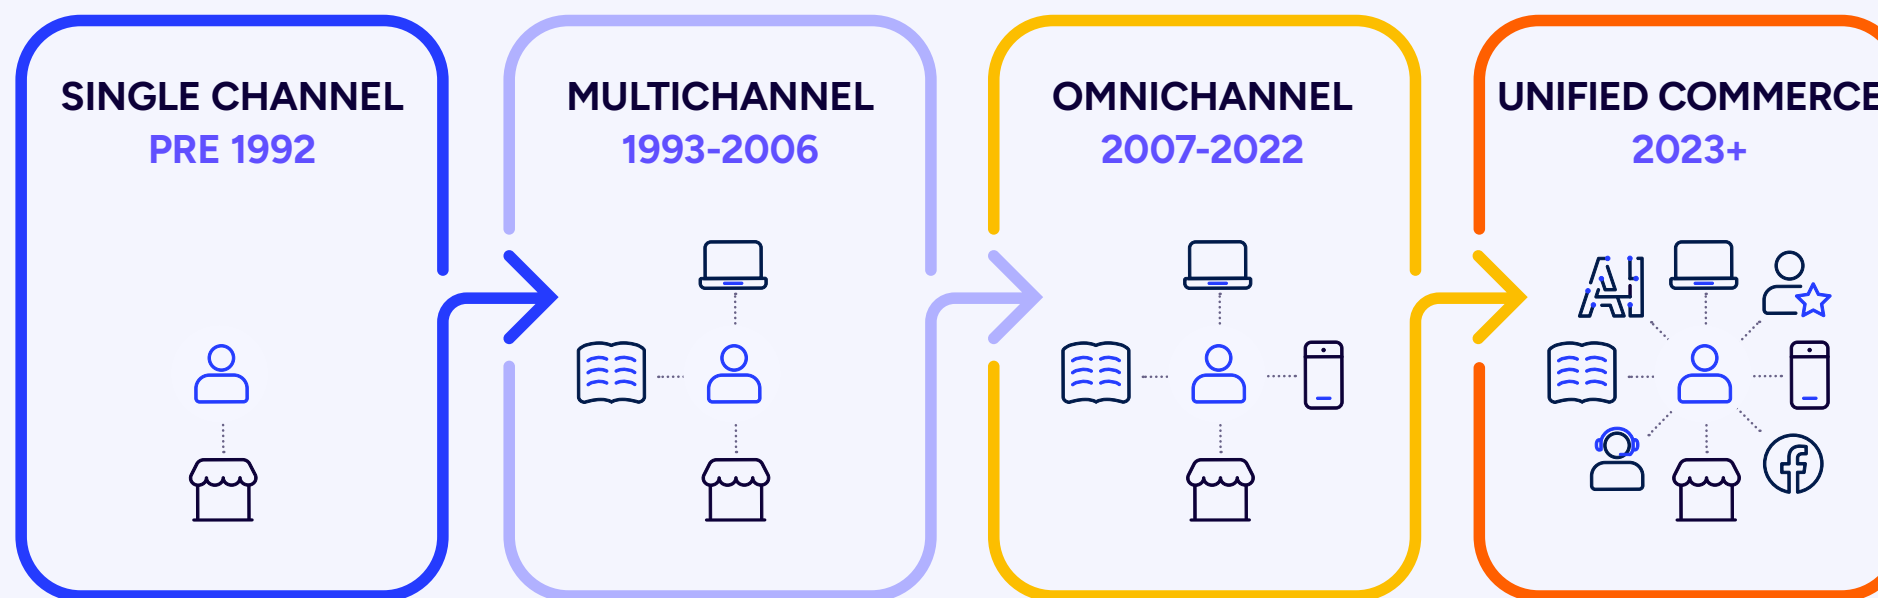 SINGLE CHANNEL
PRE 1992
MULTICHANNEL
1993-2006
OMNICHANNEL
2007-2022
UNIFIED COMMERCE
2023+
AI